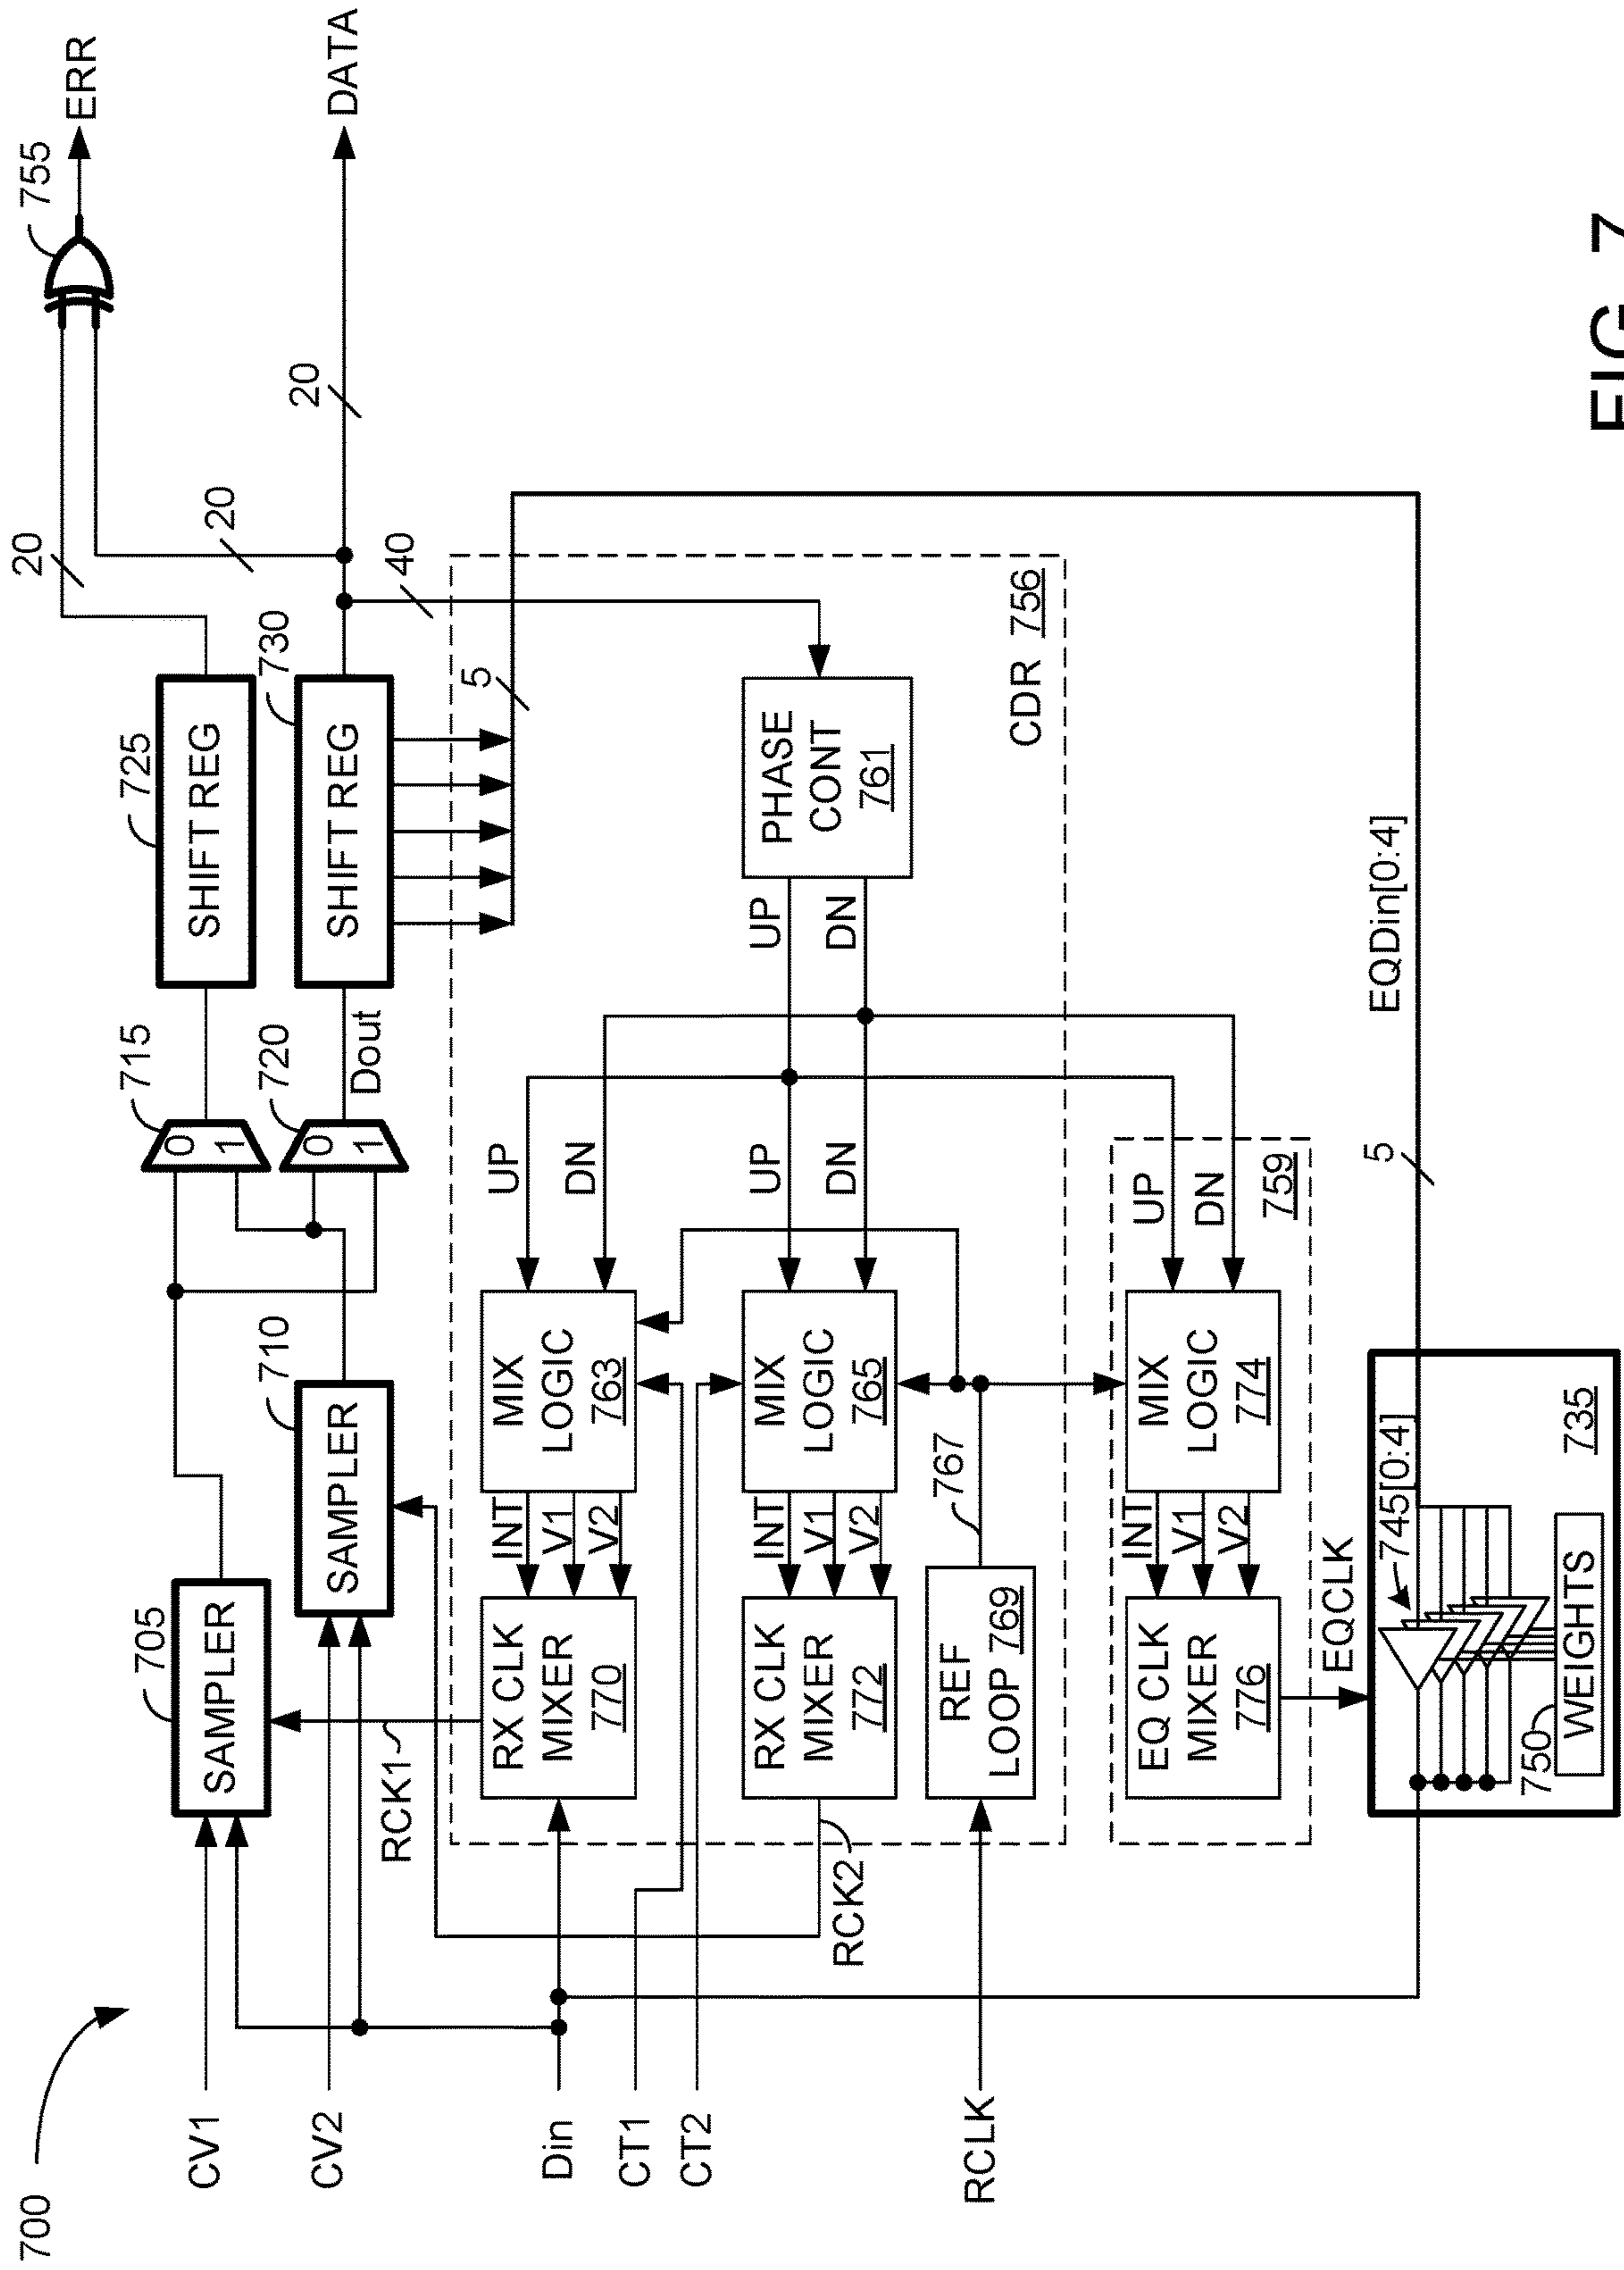 700
CV1
CV2
Din
CT1
CT2
RCLK
705
SAMPLER
710
SAMPLER
RCK1
RCK2
715
0
1
720
0
1
Dout
725
SHIFT REG
730
SHIFT REG
20
20
20
40
5
755
ERR
DATA
RX CLK
MIXER
770
INT
V1
V2
MIX
LOGIC
763
UP
DN
RX CLK
MIXER
772
INT
V1
V2
MIX
LOGIC
765
UP
DN
UP
DN
PHASE
CONT
761
CDR 756
REF
LOOP 769
767
EQ CLK
MIXER
776
INT
V1
V2
MIX
LOGIC
774
UP
DN
759
EQCLK
745[0:4]
750
WEIGHTS
735
5
EQDin[0:4]
FIG. 7